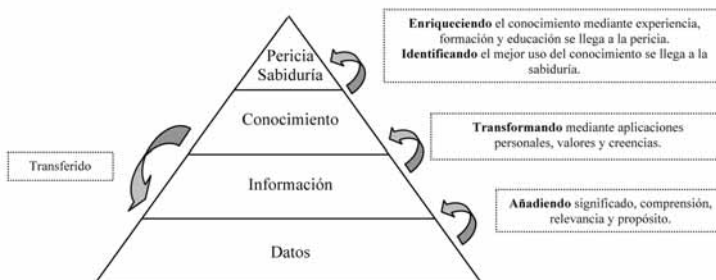 Enriqueciendo el conocimiento mediante experiencia,
formación y educación se llega a la pericia.
Identificando el mejor uso del conocimiento se llega a la
sabiduría.
Pericia
Sabiduría
Conocimiento
Transformando mediante aplicaciones
personales, valores y creencias.
Transferido
Información
Añadiendo significado, comprensión,
relevancia y propósito.
Datos